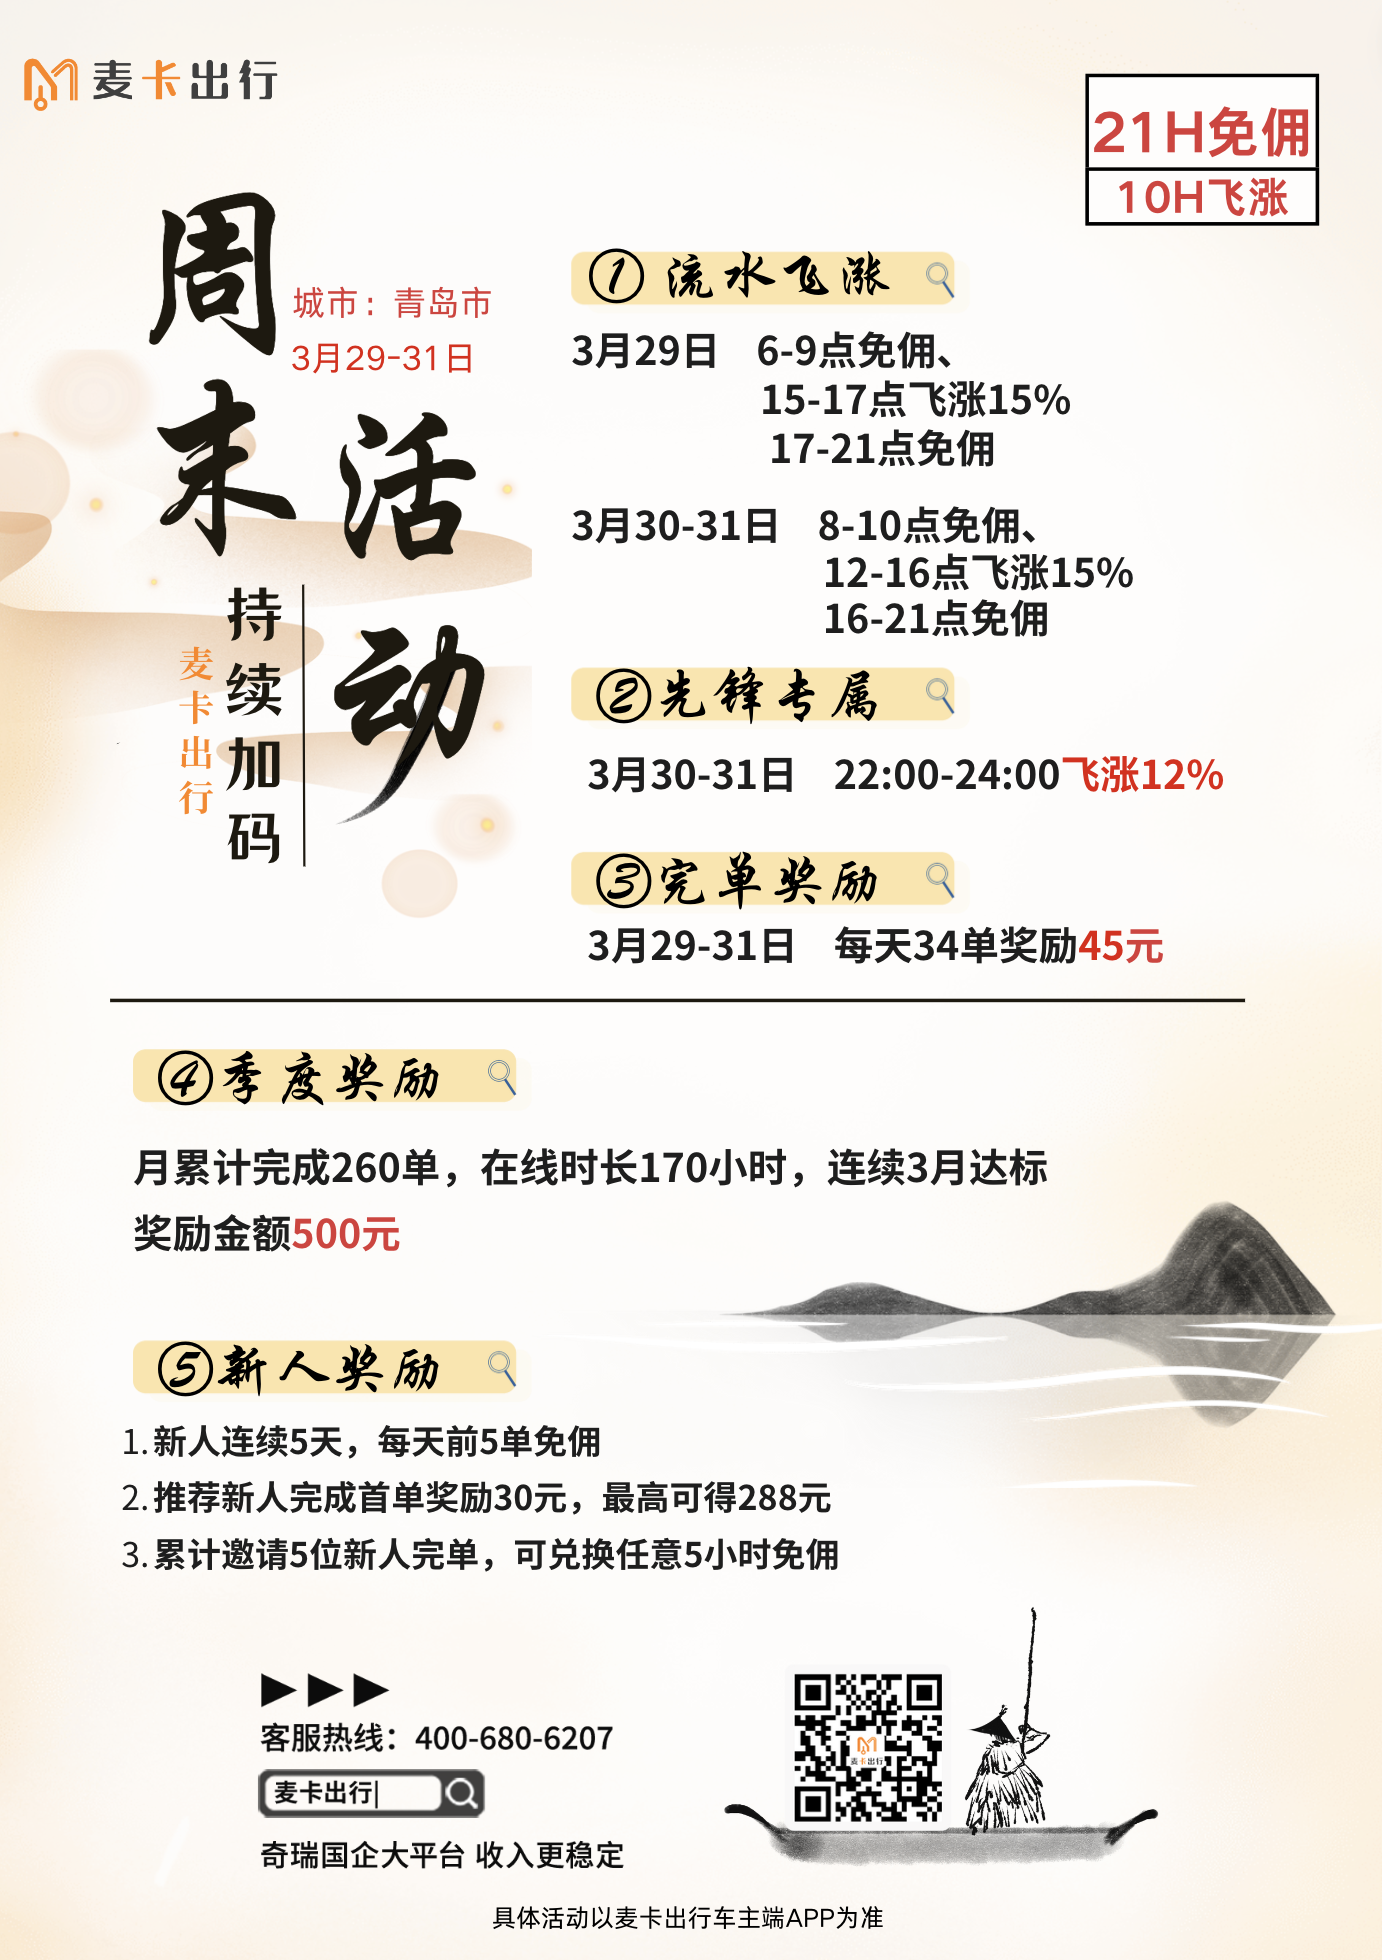 麦卡出行
21H免佣
10H飞涨
周末活动
城市：青岛市
3月29-31日
持续加码
麦卡出行
①流水飞涨
3月29日 6-9点免佣、
15-17点飞涨15%
17-21点免佣
3月30-31日 8-10点免佣、
12-16点飞涨15%
16-21点免佣
②先锋专属
3月30-31日 22:00-24:00飞涨12%
③完单奖励
3月29-31日 每天34单奖励45元
④季度奖励
月累计完成260单，在线时长170小时，连续3月达标
奖励金额500元
⑤新人奖励
1.新人连续5天，每天前5单免佣
2.推荐新人完成首单奖励30元，最高可得288元
3.累计邀请5位新人完单，可兑换任意5小时免佣
客服热线：400-680-6207
麦卡出行
奇瑞国企大平台 收入更稳定
麦卡出行
具体活动以麦卡出行车主端APP为准